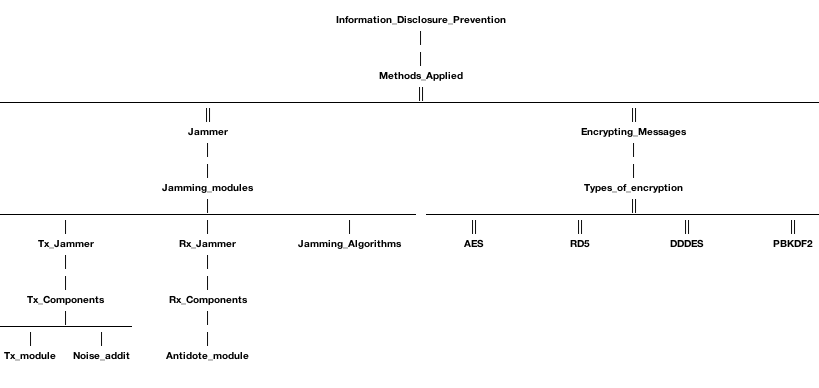 Information_Disclosure_Prevention
Methods_Applied
Jammer Encrypting_Messages
Jamming_modules Types_of_encryption
Tx_Jammer Rx_Jammer Jamming_Algorithms AES RD5 DDDES PBKDF2
Tx_Components Rx_Components
Tx_module Noise_addit Antidote_module